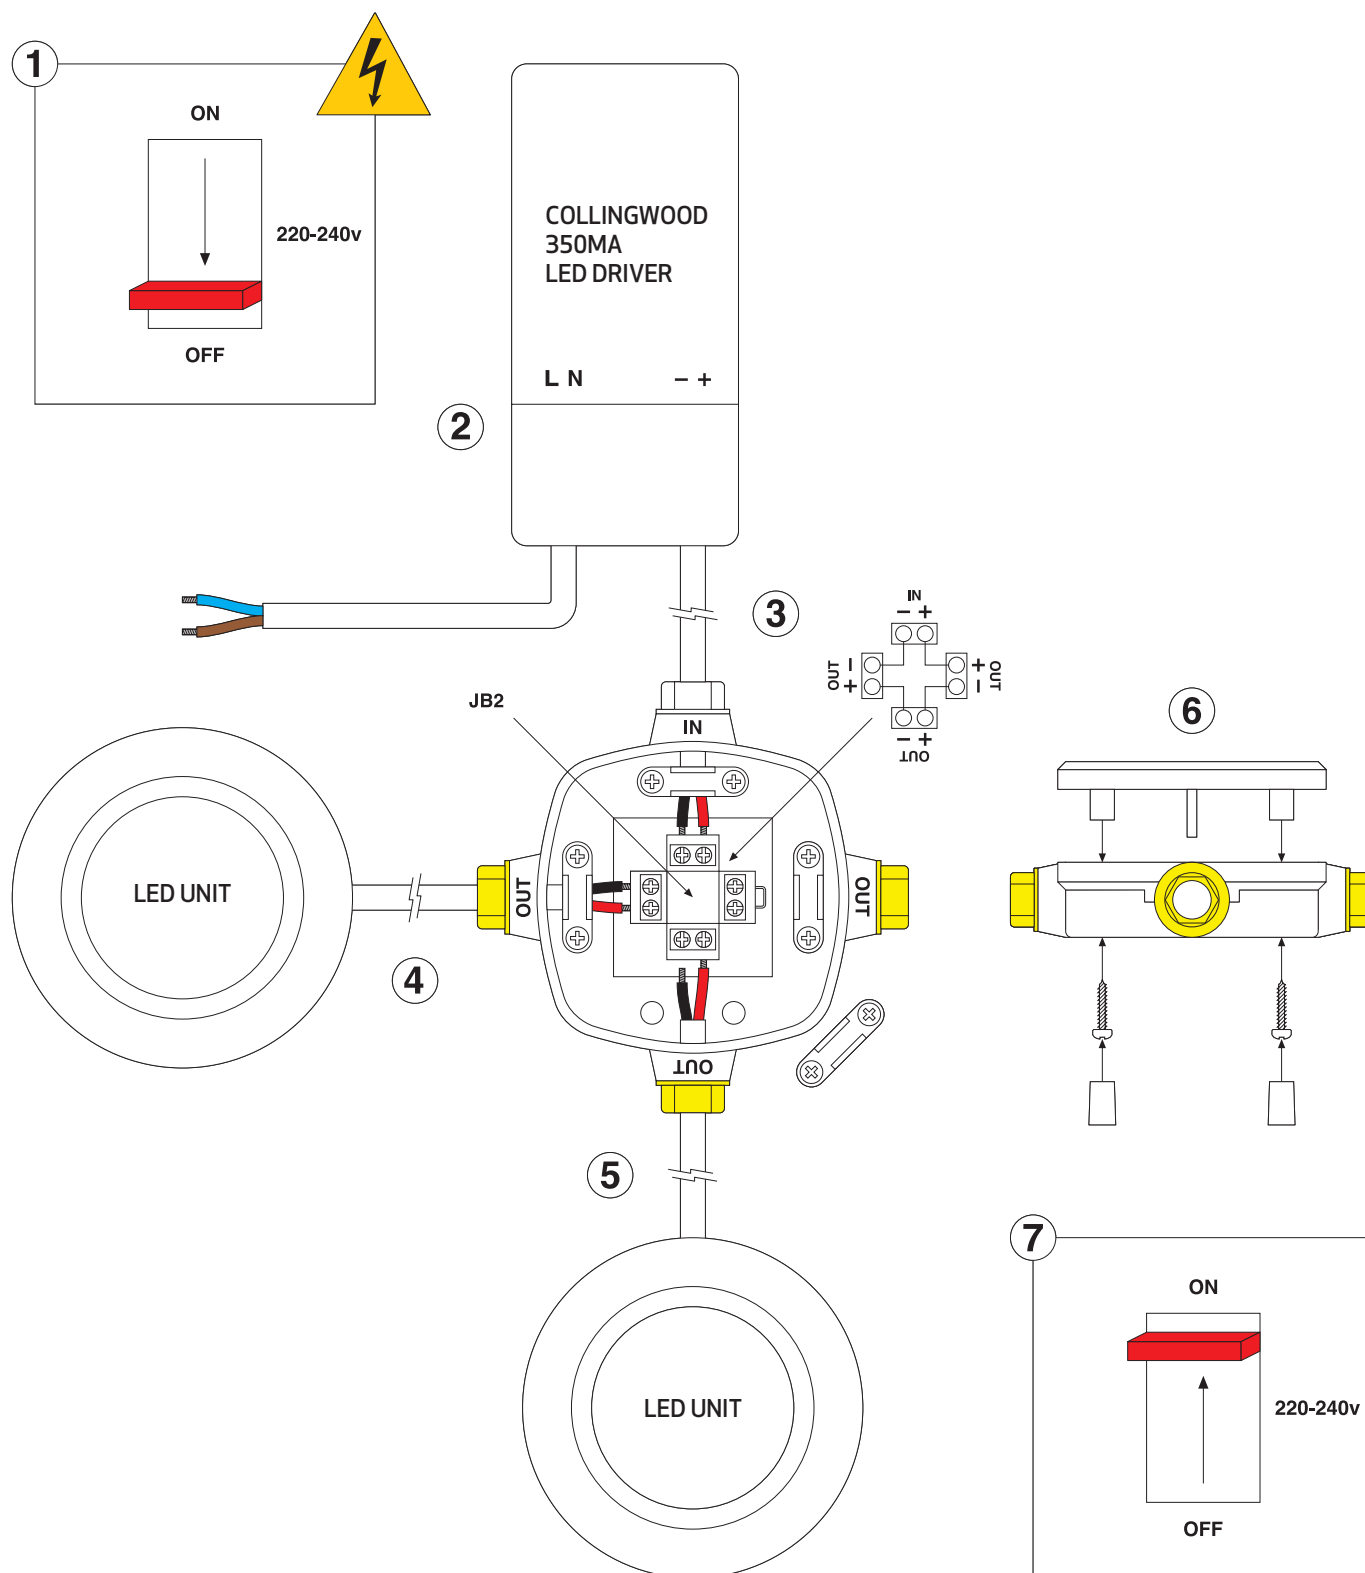 1
ON
220-240v
OFF
COLLINGWOOD
350MA
LED DRIVER
L N - +
2
3
IN
- +
OUT - +
+ - OUT
- +
OUT
JB2
IN
6
LED UNIT
OUT
OUT
4
OUT
5
7
ON
LED UNIT
220-240v
OFF